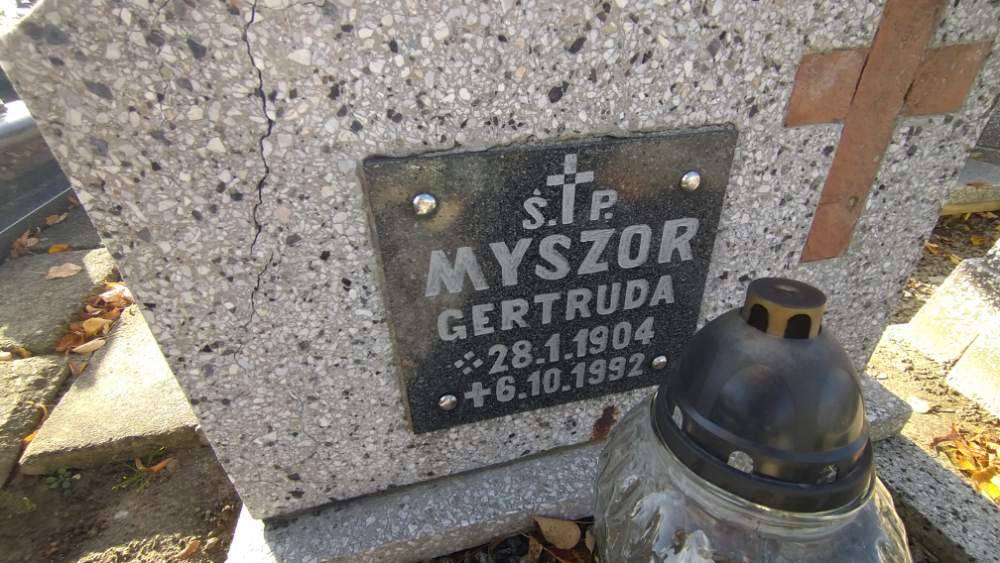 Ś.†P.
MYSZOR
GERTRUDA
⁘28.1.1904
+6.10.1992